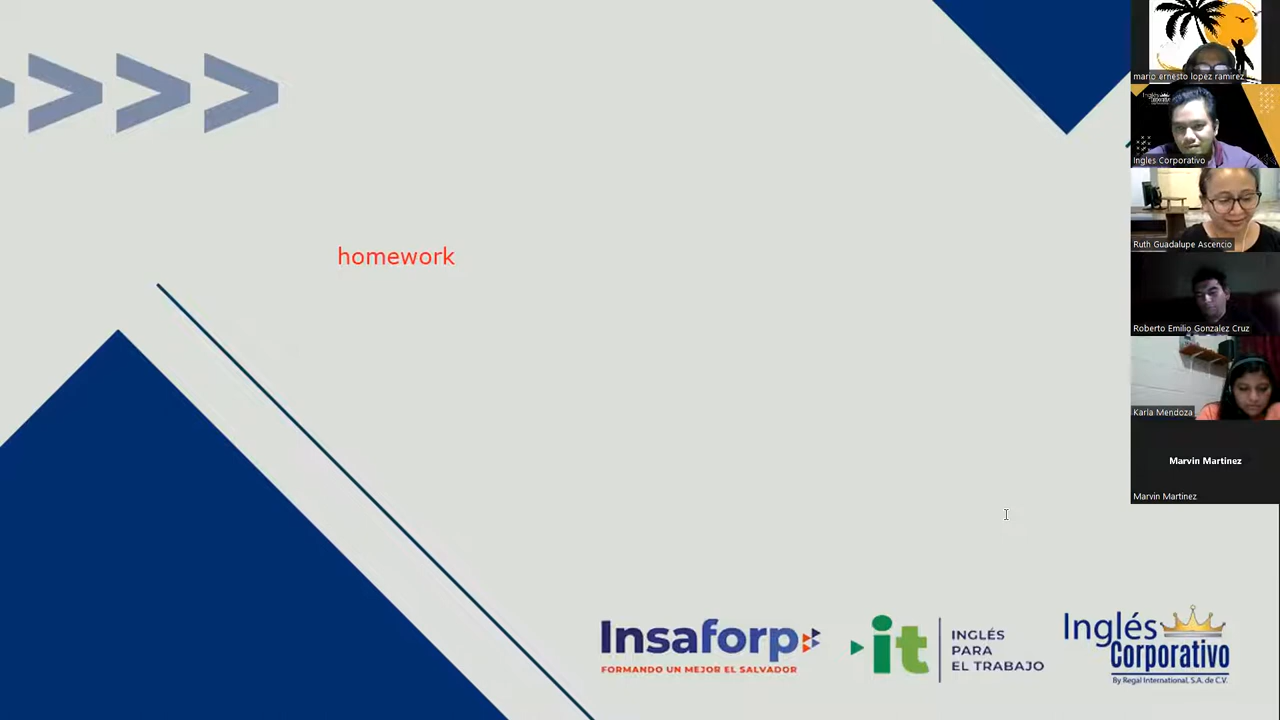 homework
mario ernesto lopez ramirez
Ingles Corporativo
Ruth Guadalupe Ascencio
Roberto Emilio Gonzalez Cruz
Karla Mendoza
Marvin Martinez
Marvin Martinez
Insaforp
FORMANDO UN MEJOR EL SALVADOR
it
INGLÉS
PARA
EL TRABAJO
Inglés
Corporativo
By Regal International, S.A. de C.V.